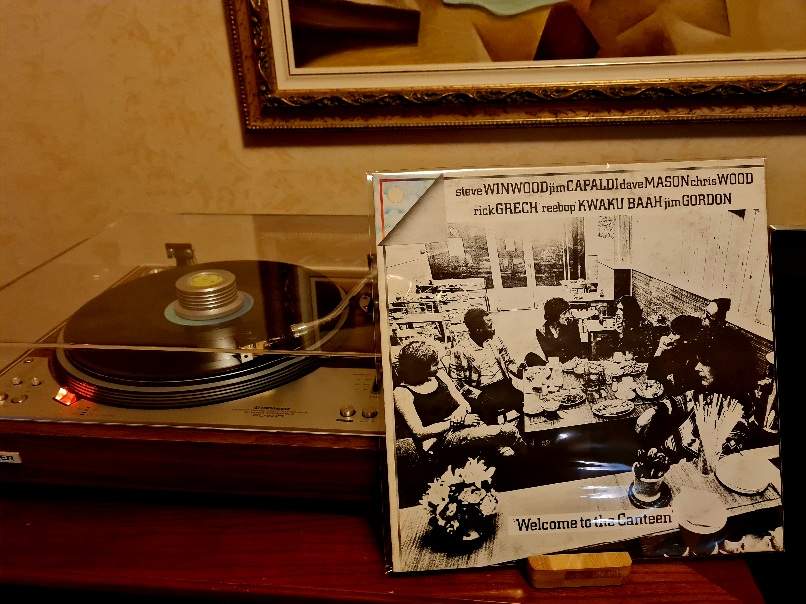 steve WINWOOD jim CAPALDI dave MASON chris WOOD
rick GRECH reebop KWAKU BAAH jim GORDON
Welcome to the Canteen